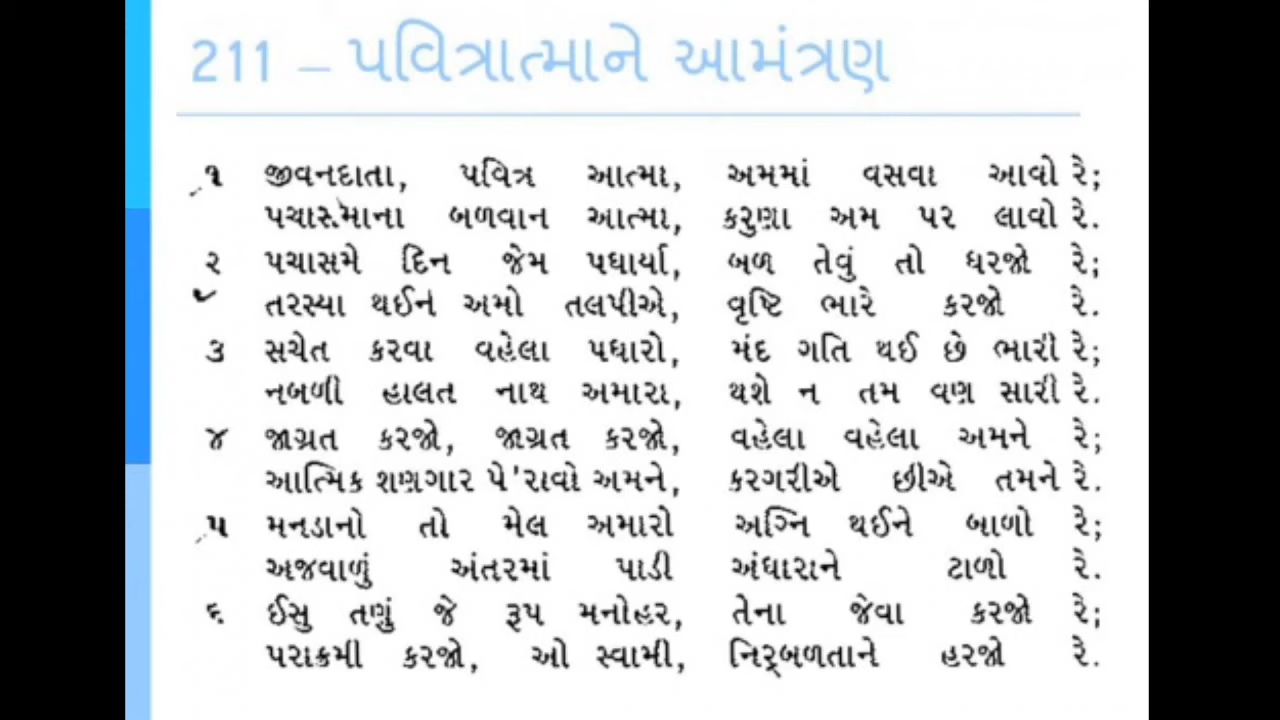 211 – પવિત્રાત્માને આમંત્રણ
૧ જીવનદાતા, પવિત્ર આત્મા, અમમાં વસવા આવો રે;
પચાસમાના બળવાન આત્મા, કરુણા અમ પર લાવો રે.
૨ પચાસમે દિન જેમ પધાર્યા, બળ તેવું તો ધરજો રે;
તરસ્યા થઈને અમો તલપીએ, વૃષ્ટિ ભારે કરજો રે.
૩ સચેત કરવા વહેલા પધારો, મંદ ગતિ થઈ છે ભારી રે;
નબળી હાલત નાથ અમારા, થશે ન તમ વણ સારી રે.
૪ જાગ્રત કરજો, જાગ્રત કરજો, વહેલા વહેલા અમને રે;
આત્મિક શણગાર પે'રાવો અમને, કરગરીએ છીએ તમને રે.
૫ મનડાનો તો મેલ અમારો અગ્નિ થઈને બાળો રે;
અજવાળું અંતરમાં પાડી અંધારાને ટાળો રે.
૬ ઈસુ તણું જે રૂપ મનોહર, તેના જેવા કરજો રે;
પરાક્રમી કરજો, ઓ સ્વામી, નિર્બળતાને હરજો રે.